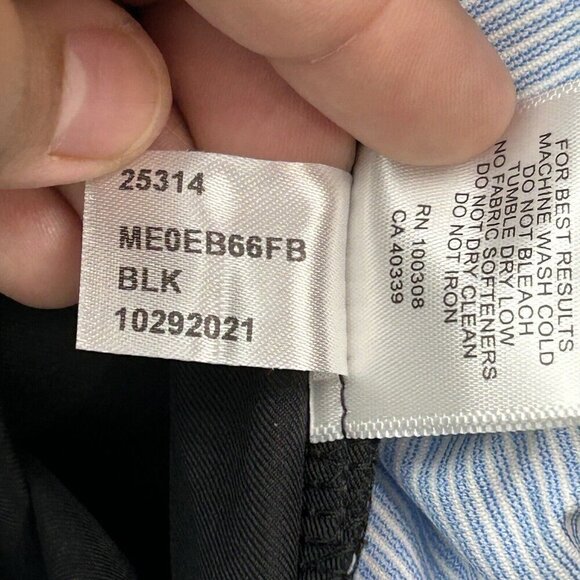 25314
ME0EB66FB
BLK
10292021
FOR BEST RESULTS
MACHINE WASH COLD
DO NOT BLEACH
TUMBLE DRY LOW
NO FABRIC SOFTENERS
DO NOT DRY CLEAN
DO NOT IRON
RN 100308
CA 40339